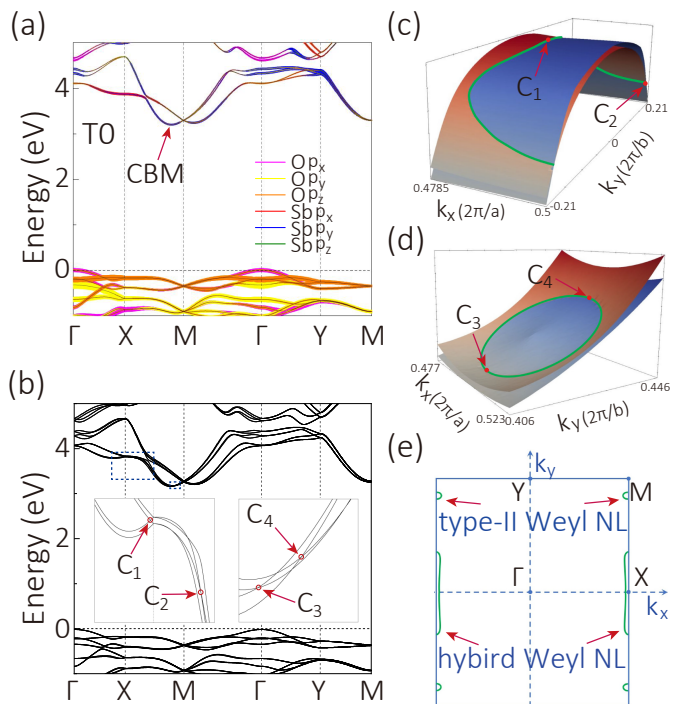 (a)
Energy (eV)
4
2
0
T0
CBM
O px
O py
O pz
Sb px
Sb py
Sb pz
Γ X M Γ Y M
(b)
Energy (eV)
4
2
0
C1
C2
C4
C3
Γ X M Γ Y M
(c)
C1
C2
0.21
0
-0.21
ky (2π/b)
0.4785
kx (2π/a)
0.5
(d)
C4
C3
0.477
kx (2π/a)
0.523
0.406
ky (2π/b)
0.446
(e)
ky
Y M
type-II Weyl NL
Γ X
kx
hybird Weyl NL